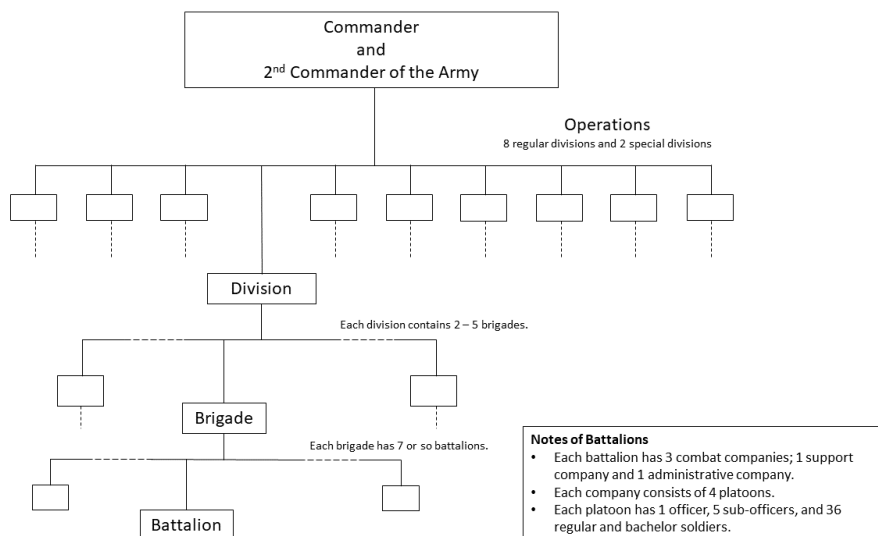 Commander
and
2nd Commander of the Army
Operations
8 regular divisions and 2 special divisions
Division
Each division contains 2 – 5 brigades.
Brigade
Each brigade has 7 or so battalions.
Battalion
Notes of Battalions
• Each battalion has 3 combat companies; 1 support
company and 1 administrative company.
• Each company consists of 4 platoons.
• Each platoon has 1 officer, 5 sub-officers, and 36
regular and bachelor soldiers.